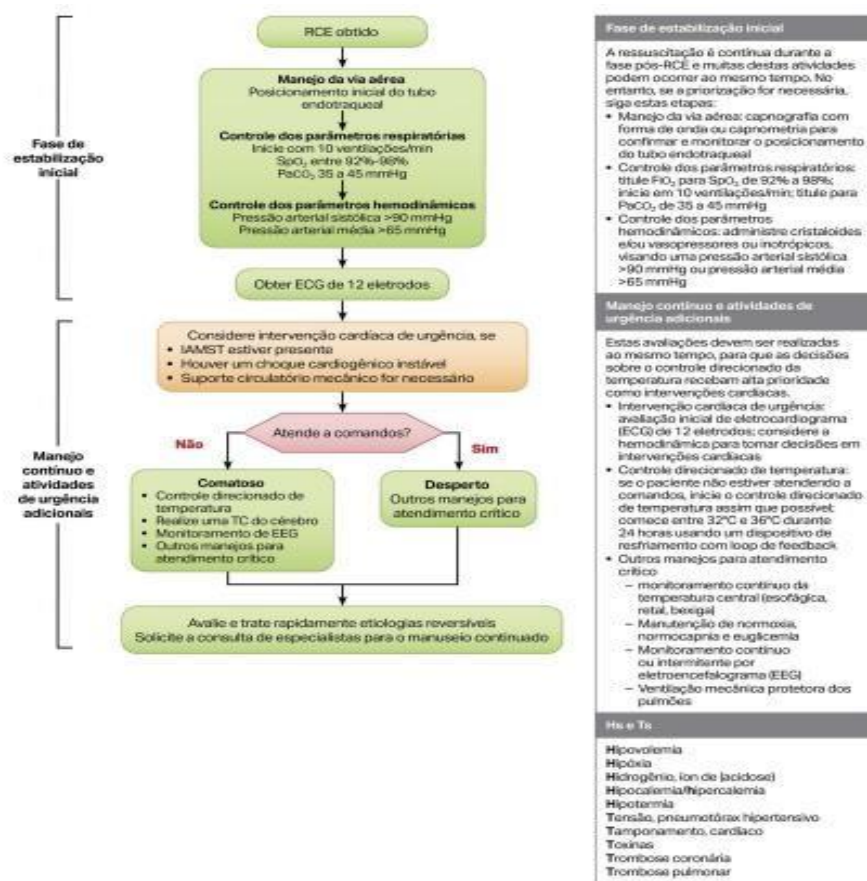 Fase de
estabilização
inicial
RCE obtido
Manejo da via aérea
Posicionamento inicial do tubo
endotraqueal
Controle dos parâmetros respiratórias
Inicie com 10 ventilações/min
SpO₂ entre 92%-98%
PaCO₂ 35 a 45 mmHg
Controle dos parâmetros hemodinâmicos
Pressão arterial sistólica >90 mmHg
Pressão arterial média >65 mmHg
Obter ECG de 12 eletrodos
Manejo
contínuo e
atividades
de urgência
adicionais
Considere intervenção cardíaca de urgência, se
• IAMST estiver presente
• Houver um choque cardiogênico instável
• Suporte circulatório mecânico for necessário
Atende a comandos?
Não
Sim
Comatoso
• Controle direcionado de
temperatura
• Realize uma TC do cérebro
• Monitoramento de EEG
• Outros manejos para
atendimento crítico
Desperto
Outros manejos para
atendimento crítico
Avalie e trate rapidamente etiologias reversíveis
Solicite a consulta de especialistas para o manuseio continuado
Fase de estabilização inicial
A ressuscitação é contínua durante a
fase pós-RCE e muitas destas atividades
podem ocorrer ao mesmo tempo. No
entanto, se a priorização for necessária,
siga estas etapas:
• Manejo da via aérea: capnografia com
forma de onda ou capnometria para
confirmar e monitorar o posicionamento
do tubo endotraqueal
• Controle dos parâmetros respiratórios:
titule FiO₂ para SpO₂ de 92% a 98%;
inicie em 10 ventilações/min; titule para
PaCO₂ de 35 a 45 mmHg
• Controle dos parâmetros
hemodinâmicos: administre cristaloides
e/ou vasopressores ou inotrópicos,
visando uma pressão arterial sistólica
>90 mmHg ou pressão arterial média
>65 mmHg
Manejo contínuo e atividades de
urgência adicionais
Estas avaliações devem ser realizadas
ao mesmo tempo, para que as decisões
sobre o controle direcionado da
temperatura recebam alta prioridade
como intervenções cardíacas.
• Intervenção cardíaca de urgência:
avaliação inicial de eletrocardiograma
(ECG) de 12 eletrodos; considere a
hemodinâmica para tomar decisões em
intervenções cardíacas
• Controle direcionado de temperatura:
se o paciente não estiver atendendo a
comandos, inicie o controle direcionado
de temperatura assim que possível;
comece entre 32°C e 36°C durante
24 horas usando um dispositivo de
resfriamento com loop de feedback
• Outros manejos para atendimento
crítico
– monitoramento contínuo da
temperatura central (esofágica,
retal, bexiga)
– Manutenção de normoxia,
normocapnia e euglicemia
– Monitoramento contínuo
ou intermitente por
eletroencefalograma (EEG)
– Ventilação mecânica protetora dos
pulmões
Hs e Ts
Hipovolemia
Hipóxia
Hidrogênio, íon de (acidose)
Hipocalemia/hipercalemia
Hipotermia
Tensão, pneumotórax hipertensivo
Tamponamento, cardíaco
Toxinas
Trombose coronária
Trombose pulmonar